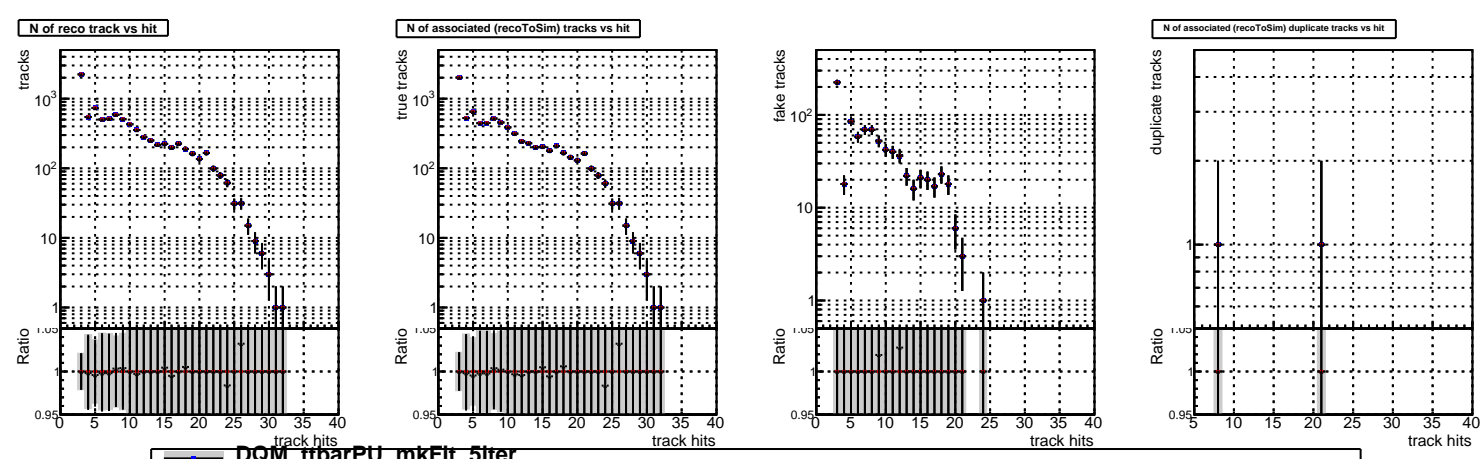 N of reco track vs hit
N of associated (recoToSim) tracks vs hit
N of associated (recoToSim) duplicate tracks vs hit
tracks
10³
10²
10
1
Ratio
1.05
1
0.95
0 5 10 15 20 25 30 35 40
track hits
true tracks
10³
10²
10
1
Ratio
1.05
1
0.95
0 5 10 15 20 25 30 35 40
track hits
fake tracks
10²
10
1
Ratio
1.05
1
0.95
0 5 10 15 20 25 30 35 40
track hits
duplicate tracks
1
Ratio
1.05
1
0.95
5 10 15 20 25 30 35 40
track hits
DQM_ttbarPU_mkFit_5iter